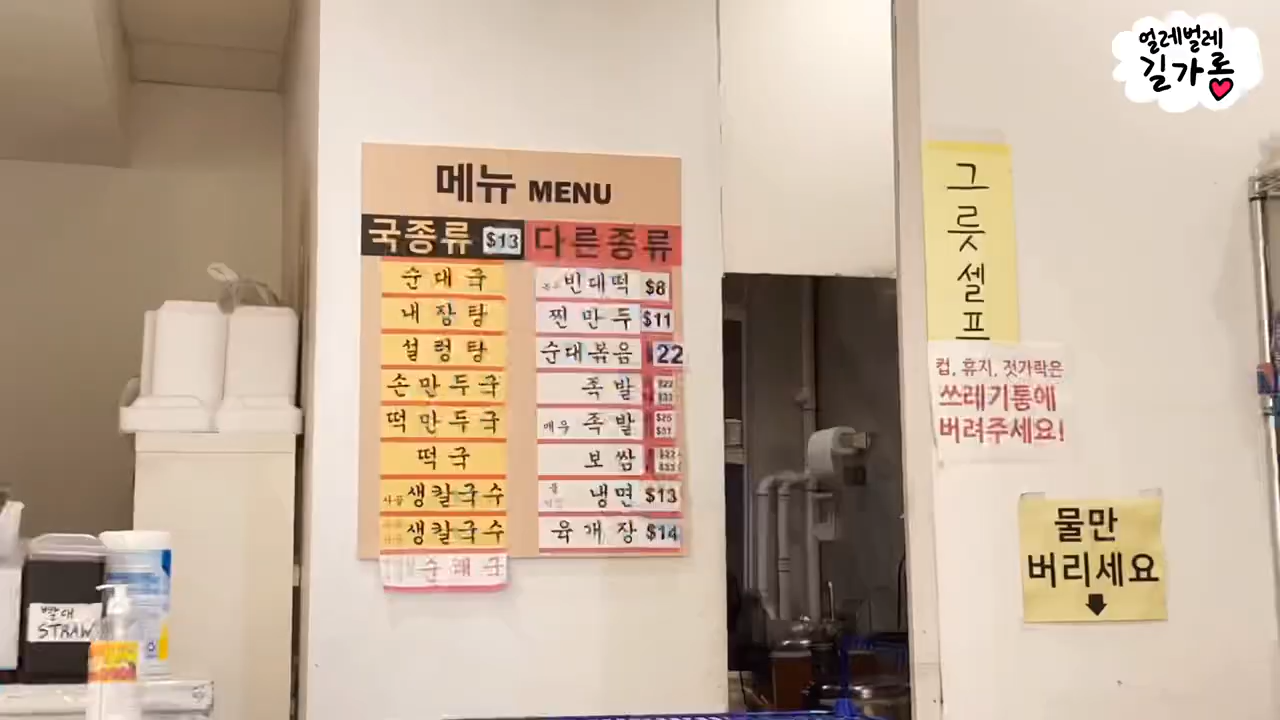 얼레벌레
길가롬
메뉴 MENU
국종류 $13
다른종류
순대국
내장탕
설렁탕
손만두국
떡만두국
떡국
생칼국수
생칼국수
순대국
빈대떡 $8
찐만두 $11
순대볶음 22
족발
매운 족발
보쌈
냉면 $13
육개장 $14
그릇셀프
컵, 휴지, 젓가락은
쓰레기통에
버려주세요!
물만
버리세요
빨대
STRAW